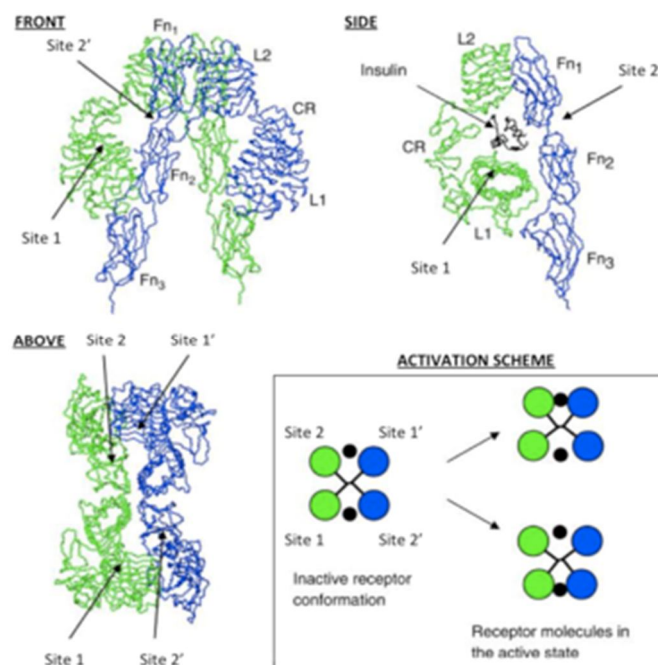 FRONT
Fn1
Site 2′
L2
CR
Fn2
L1
Site 1
Fn3
SIDE
L2
Fn1
Insulin
Site 2
CR
Fn2
L1
Fn3
Site 1
ABOVE
Site 2
Site 1′
Site 1
Site 2′
ACTIVATION SCHEME
Site 2
Site 1′
Site 1
Site 2′
Inactive receptor
conformation
Receptor molecules in
the active state